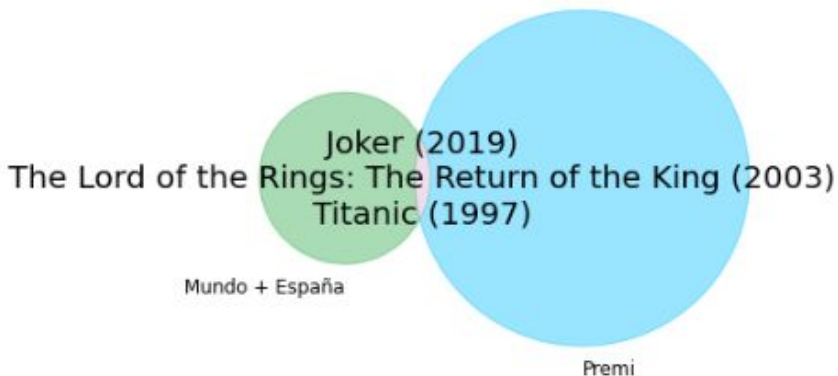 Joker (2019)
The Lord of the Rings: The Return of the King (2003)
Titanic (1997)
Mundo + España
Premi